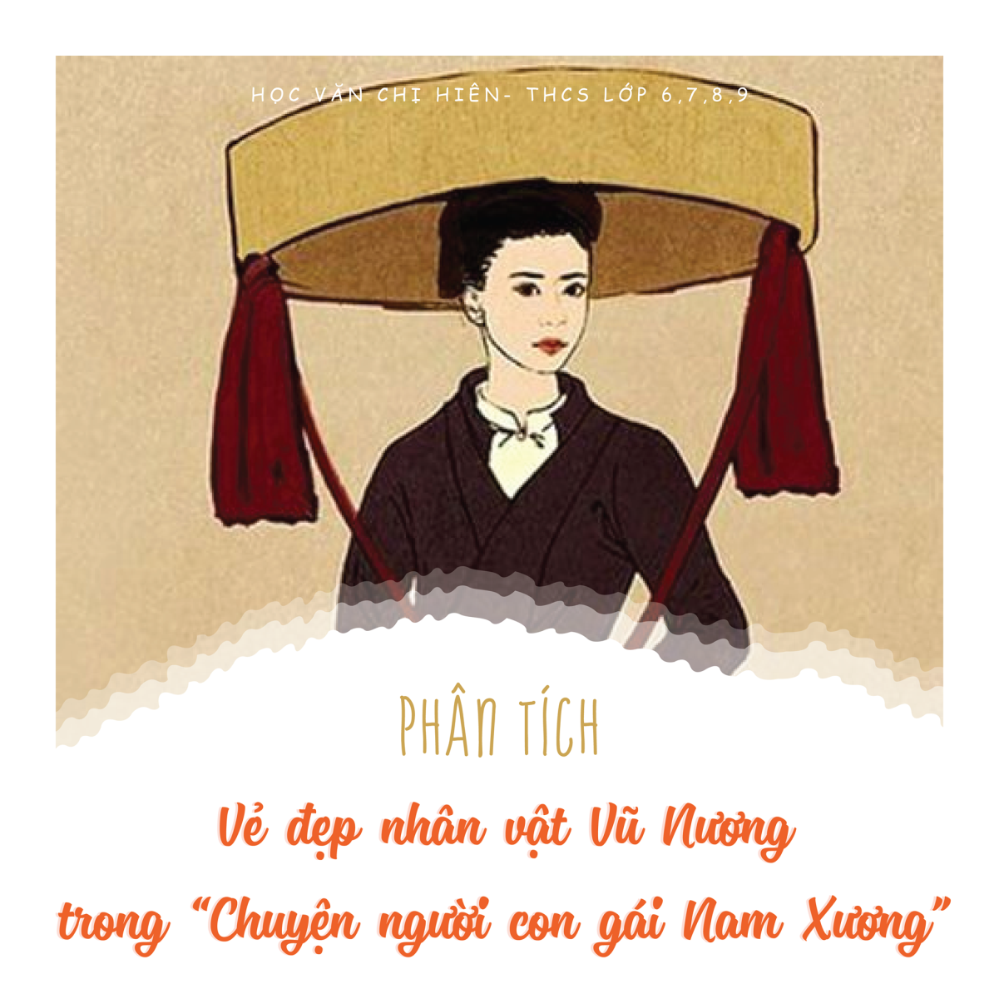 HỌC VĂN CHỊ HIÊN- THCS LỚP 6,7,8,9
PHÂN TÍCH
Vẻ đẹp nhân vật Vũ Nương
trong “Chuyện người con gái Nam Xương”